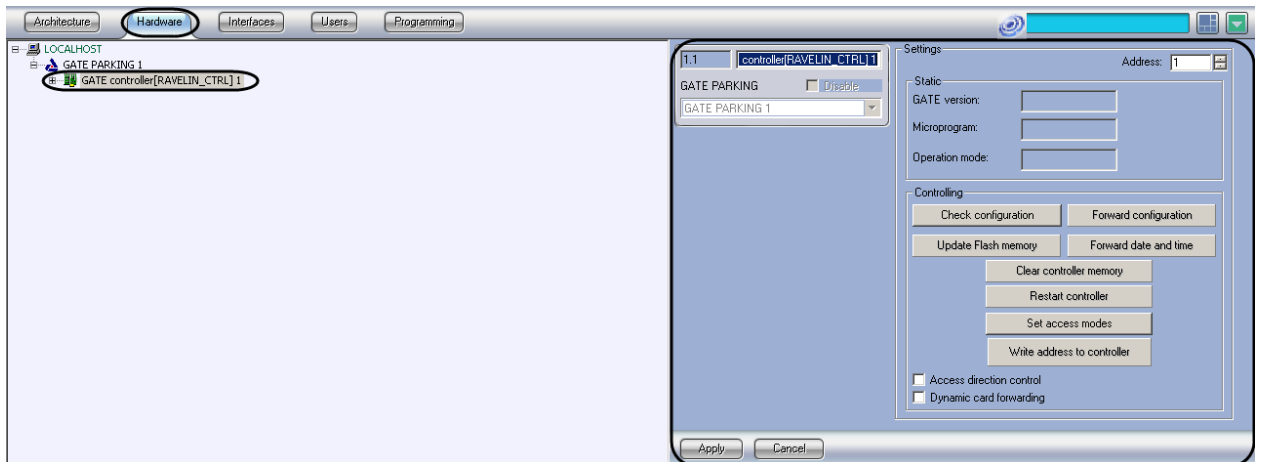 Architecture Hardware Interfaces Users Programming
LOCALHOST
GATE PARKING 1
GATE controller[RAVELIN_CTRL] 1
1.1 controller[RAVELIN_CTRL] 1
GATE PARKING Disable
GATE PARKING 1
Settings
Address: 1
Static
GATE version:
Microprogram:
Operation mode:
Controlling
Check configuration Forward configuration
Update Flash memory Forward date and time
Clear controller memory
Restart controller
Set access modes
Write address to controller
Access direction control
Dynamic card forwarding
Apply Cancel